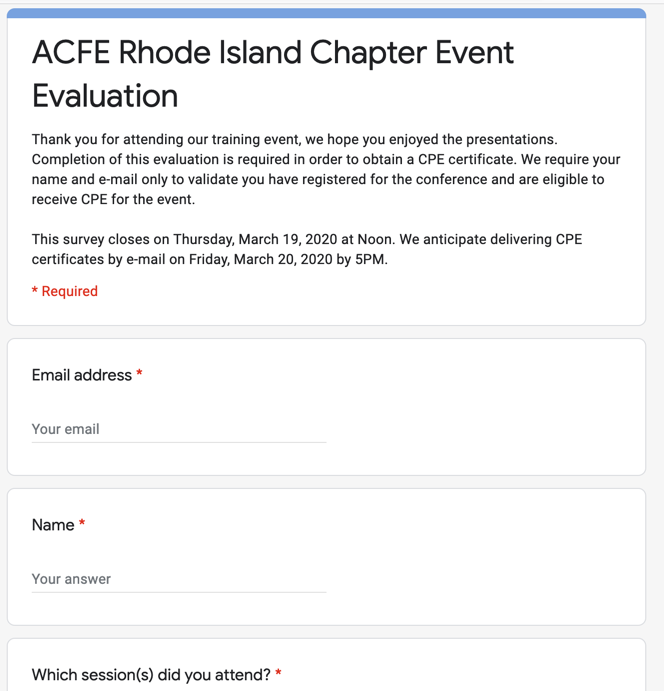 ACFE Rhode Island Chapter Event
Evaluation
Thank you for attending our training event, we hope you enjoyed the presentations.
Completion of this evaluation is required in order to obtain a CPE certificate. We require your
name and e-mail only to validate you have registered for the conference and are eligible to
receive CPE for the event.
This survey closes on Thursday, March 19, 2020 at Noon. We anticipate delivering CPE
certificates by e-mail on Friday, March 20, 2020 by 5PM.
* Required
Email address *
Your email
Name *
Your answer
Which session(s) did you attend? *